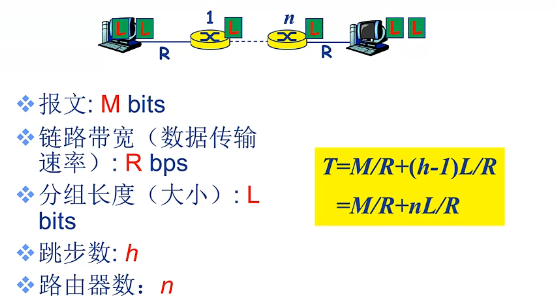 1 n
L L L L L L
R R
报文: M bits
链路带宽（数据传输
速率）: R bps
分组长度（大小）: L
bits
跳步数: h
路由器数： n
T=M/R+(h-1)L/R
=M/R+nL/R